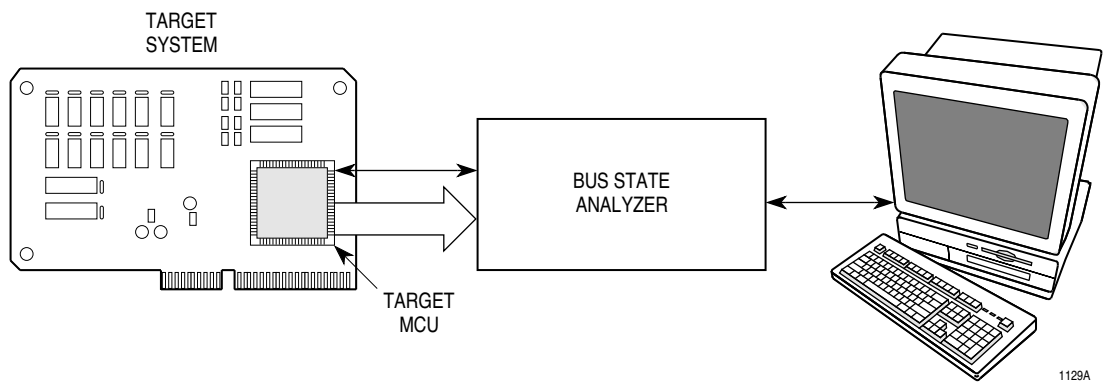 TARGET
SYSTEM
BUS STATE
ANALYZER
TARGET
MCU
1129A